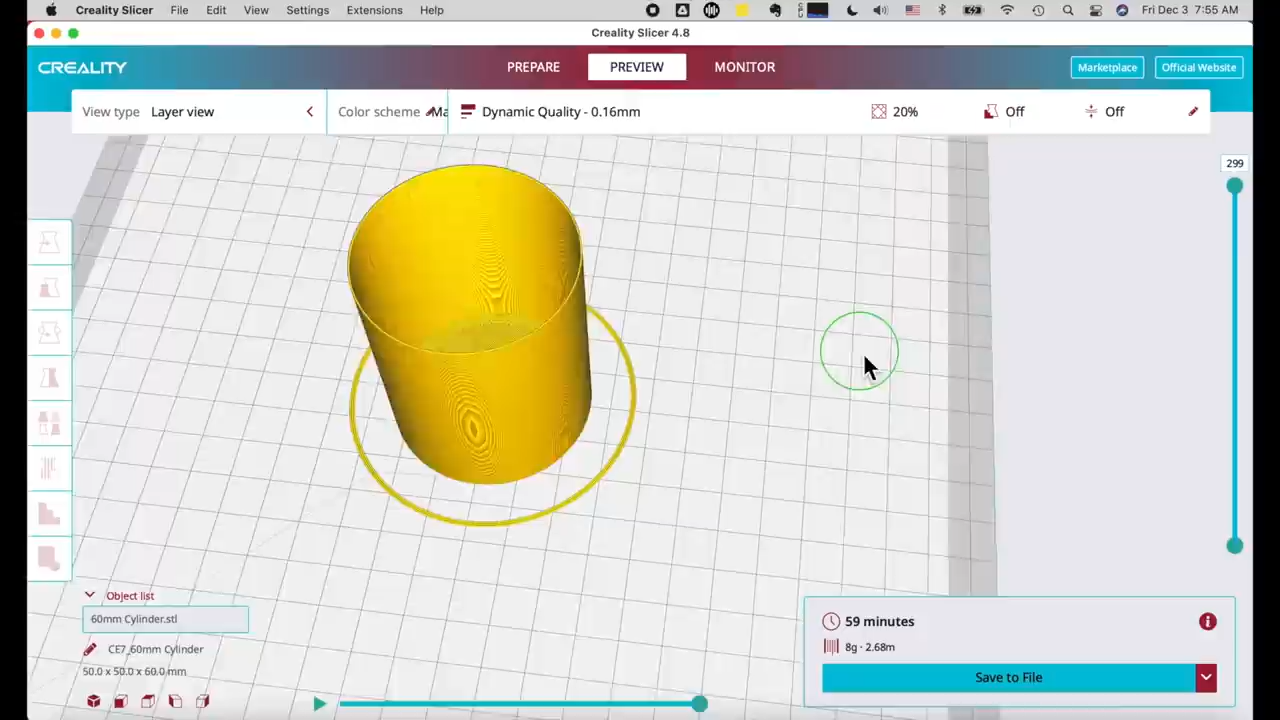 Creality Slicer File Edit View Settings Extensions Help Fri Dec 3 7:55 AM
Creality Slicer 4.8
CREALITY PREPARE PREVIEW MONITOR Marketplace Official Website
View type Layer view Color scheme Ma Dynamic Quality - 0.16mm 20% Off Off
299
Object list
60mm Cylinder.stl
CE7_60mm Cylinder
50.0 x 50.0 x 60.0 mm
59 minutes
8g · 2.68m
Save to File